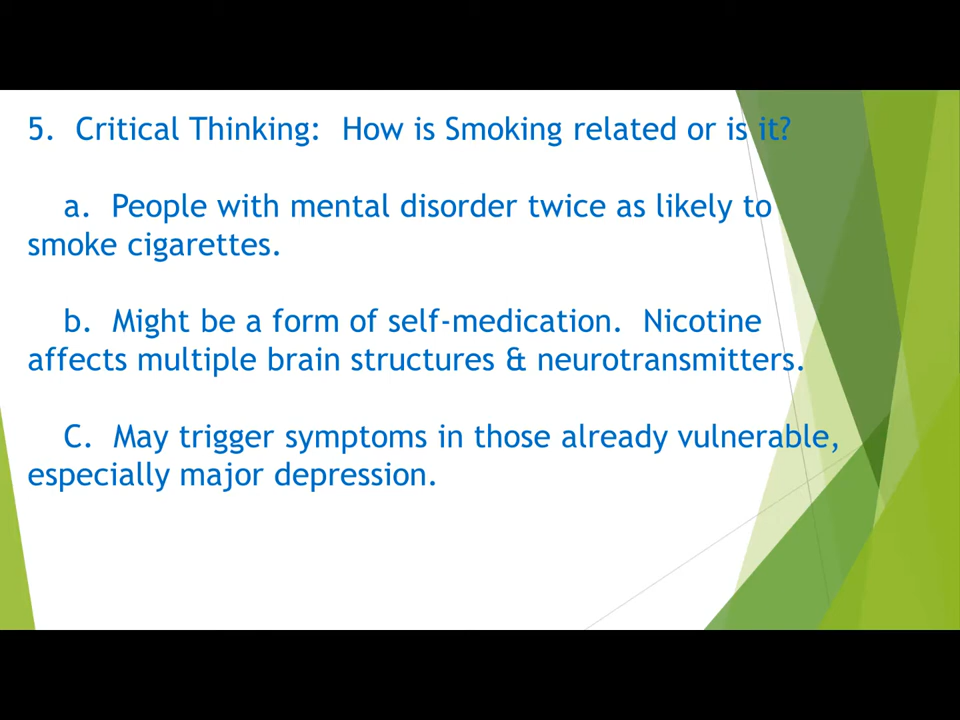 5.  Critical Thinking:  How is Smoking related or is it?
a.  People with mental disorder twice as likely to
smoke cigarettes.
b.  Might be a form of self-medication.  Nicotine
affects multiple brain structures & neurotransmitters.
C.  May trigger symptoms in those already vulnerable,
especially major depression.